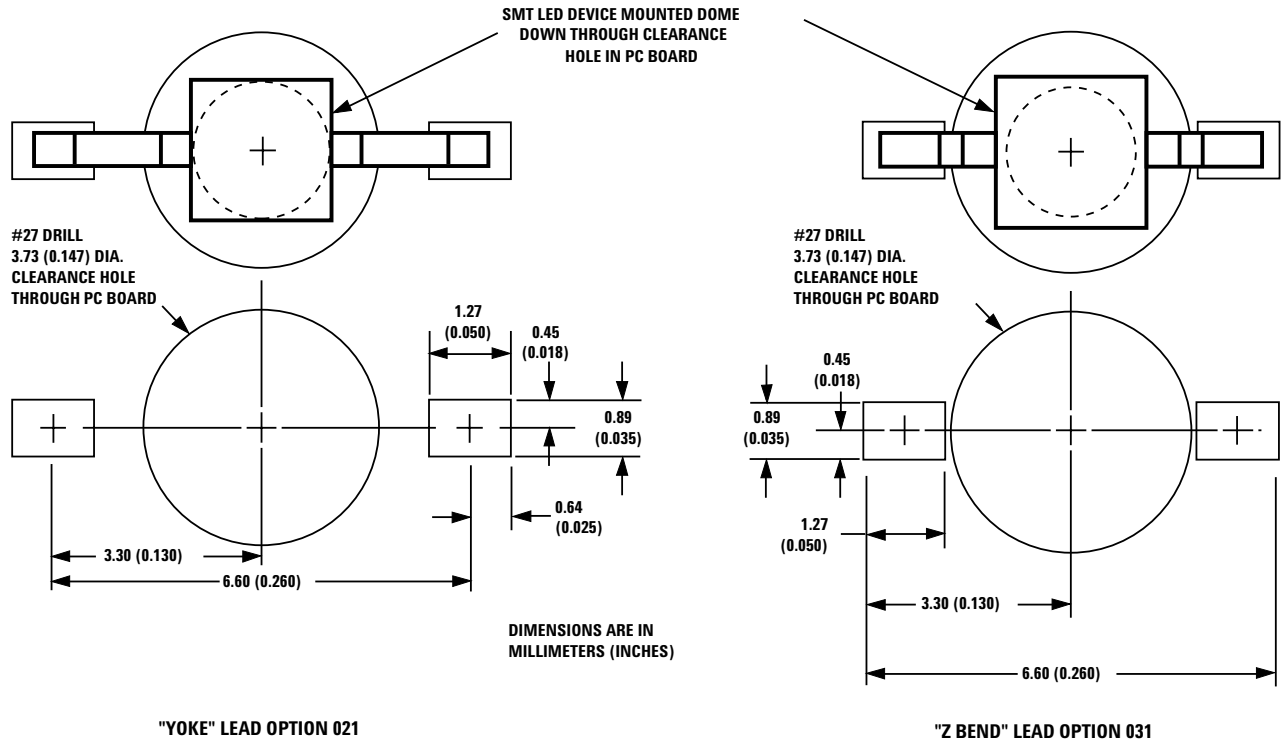 SMT LED DEVICE MOUNTED DOME
DOWN THROUGH CLEARANCE
HOLE IN PC BOARD
#27 DRILL
3.73 (0.147) DIA.
CLEARANCE HOLE
THROUGH PC BOARD
1.27
(0.050)
0.45
(0.018)
0.89
(0.035)
0.64
(0.025)
3.30 (0.130)
6.60 (0.260)
#27 DRILL
3.73 (0.147) DIA.
CLEARANCE HOLE
THROUGH PC BOARD
0.45
(0.018)
0.89
(0.035)
1.27
(0.050)
3.30 (0.130)
6.60 (0.260)
DIMENSIONS ARE IN
MILLIMETERS (INCHES)
"YOKE" LEAD OPTION 021
"Z BEND" LEAD OPTION 031